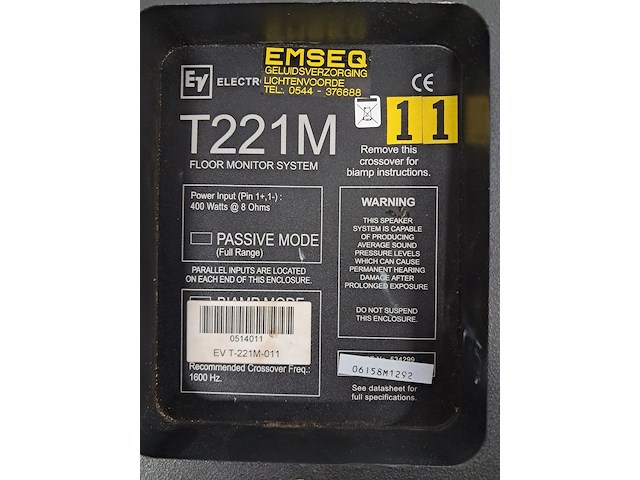 EMSEQ
GELUIDSVERZORGING
LICHTENVOORDE
TEL.: 0544 - 376688
EV ELECTR
CE
11
T221M
FLOOR MONITOR SYSTEM
Remove this
crossover for
biamp instructions.
Power Input (Pin 1+,1-) :
400 Watts @ 8 Ohms
PASSIVE MODE
(Full Range)
PARALLEL INPUTS ARE LOCATED
ON EACH END OF THIS ENCLOSURE.
BIAMP MODE
0514011
EV T-221M-011
Recommended Crossover Freq.:
1600 Hz.
WARNING
THIS SPEAKER
SYSTEM IS CAPABLE
OF PRODUCING
AVERAGE SOUND
PRESSURE LEVELS
WHICH CAN CAUSE
PERMANENT HEARING
DAMAGE AFTER
PROLONGED EXPOSURE
DO NOT SUSPEND
THIS ENCLOSURE.
06158M1292
See datasheet for
full specifications.